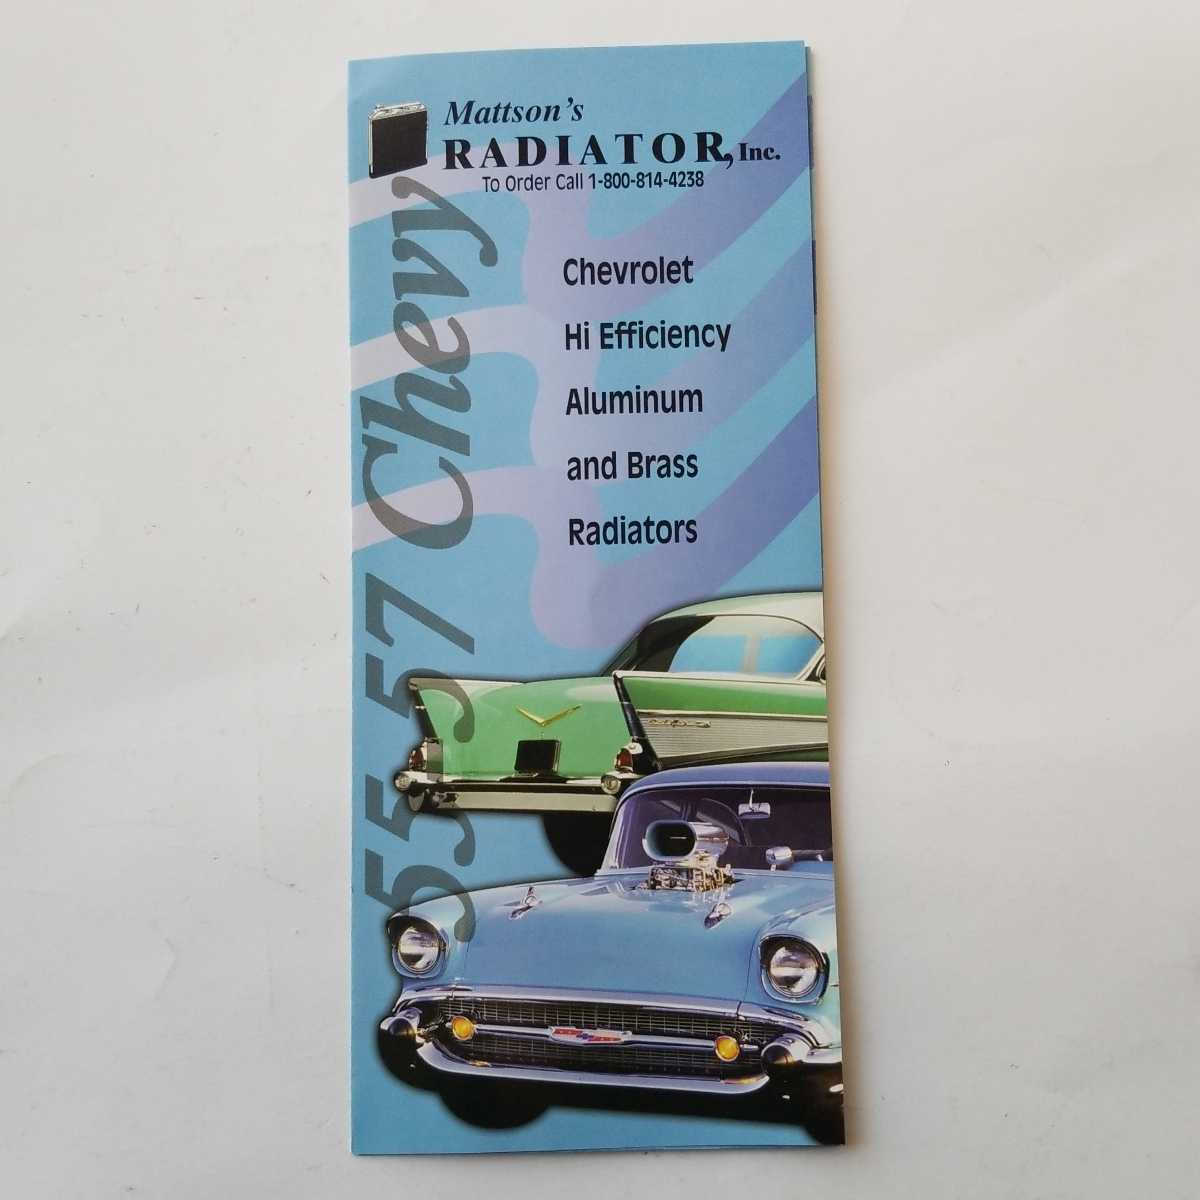 Mattson's
RADIATOR, Inc.
To Order Call 1-800-814-4238
Chevrolet
Hi Efficiency
Aluminum
and Brass
Radiators
55...57 Chevy